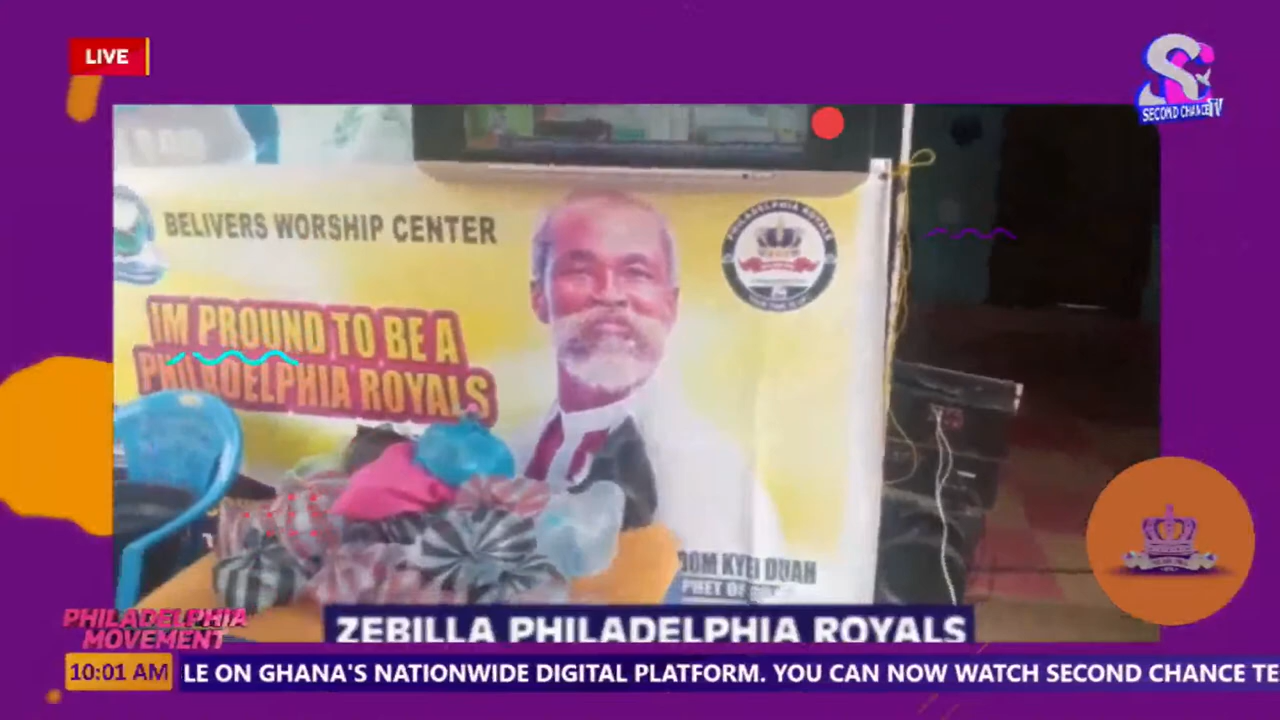 LIVE
SECOND CHANCE TV
BELIVERS WORSHIP CENTER
PHILADELPHIA ROYALS
IM PROUND TO BE A
PHILADELPHIA ROYALS
KYEI DUAH
ZEBILLA PHILADELPHIA ROYALS
PHILADELPHIA
MOVEMENT
10:01 AM
LE ON GHANA'S NATIONWIDE DIGITAL PLATFORM. YOU CAN NOW WATCH SECOND CHANCE TE